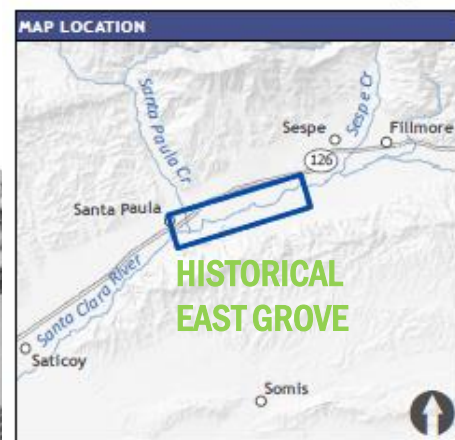 MAP LOCATION
Santa Paula Cr
Sespe Cr
Sespe
Fillmore
126
Santa Paula
Santa Clara River
HISTORICAL
EAST GROVE
Saticoy
Somis